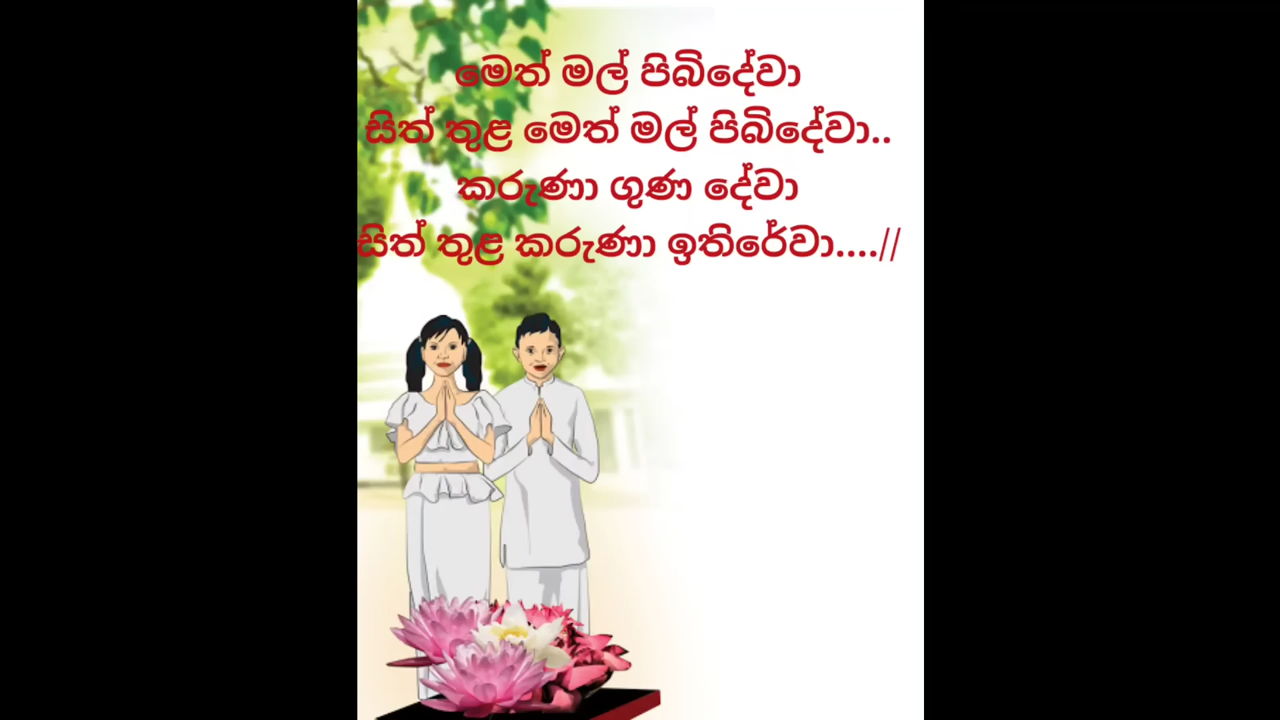 මෙත් මල් පිබිදේවා
සිත් තුළ මෙත් මල් පිබිදේවා..
කරුණා ගුණ දේවා
සිත් තුළ කරුණා ඉතිරේවා....//